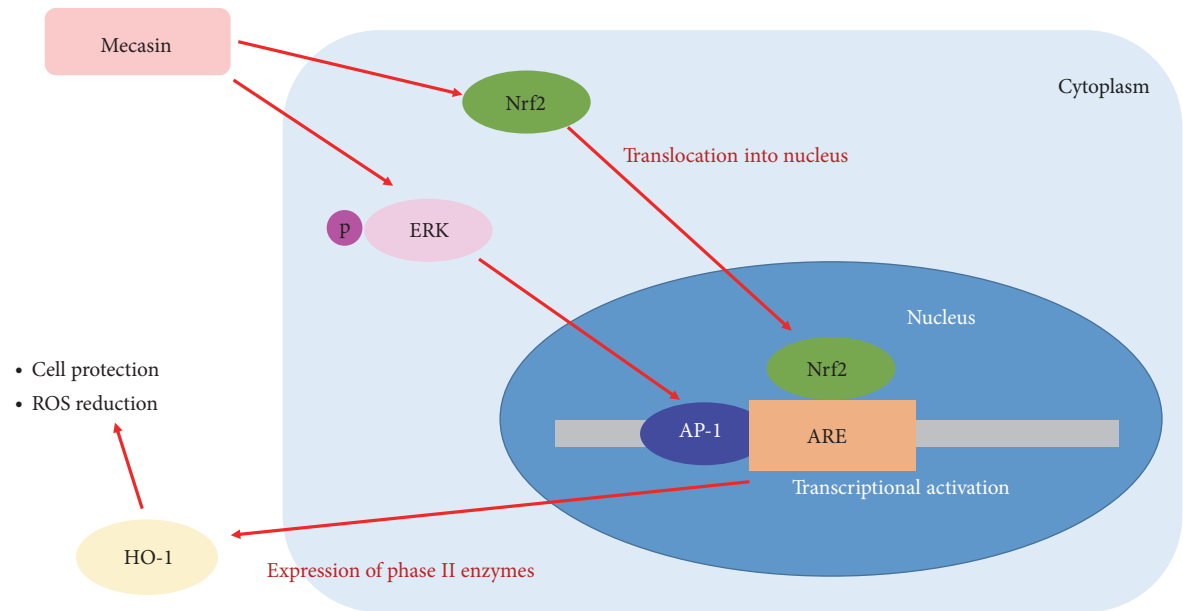 Mecasin
Cytoplasm
Nrf2
Translocation into nucleus
p
ERK
Nucleus
• Cell protection
• ROS reduction
Nrf2
AP-1
ARE
Transcriptional activation
HO-1
Expression of phase II enzymes